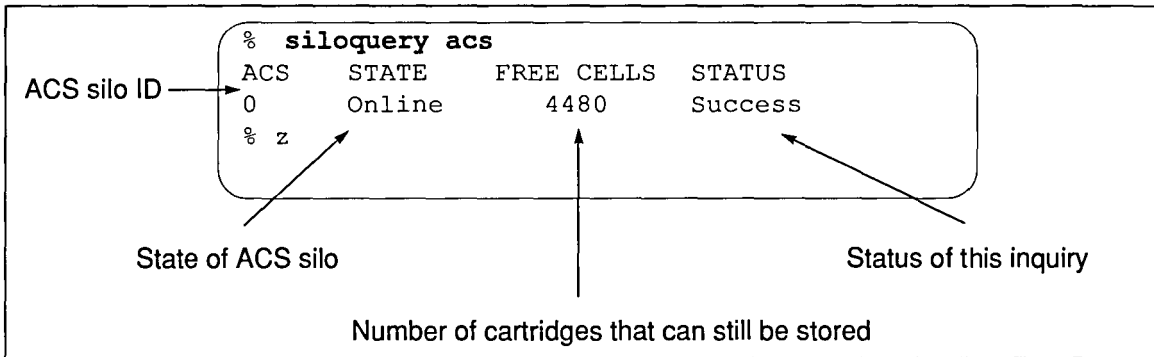 % siloquery acs
ACS STATE FREE CELLS STATUS
ACS silo ID
0 Online 4480 Success
% z
State of ACS silo
Status of this inquiry
Number of cartridges that can still be stored